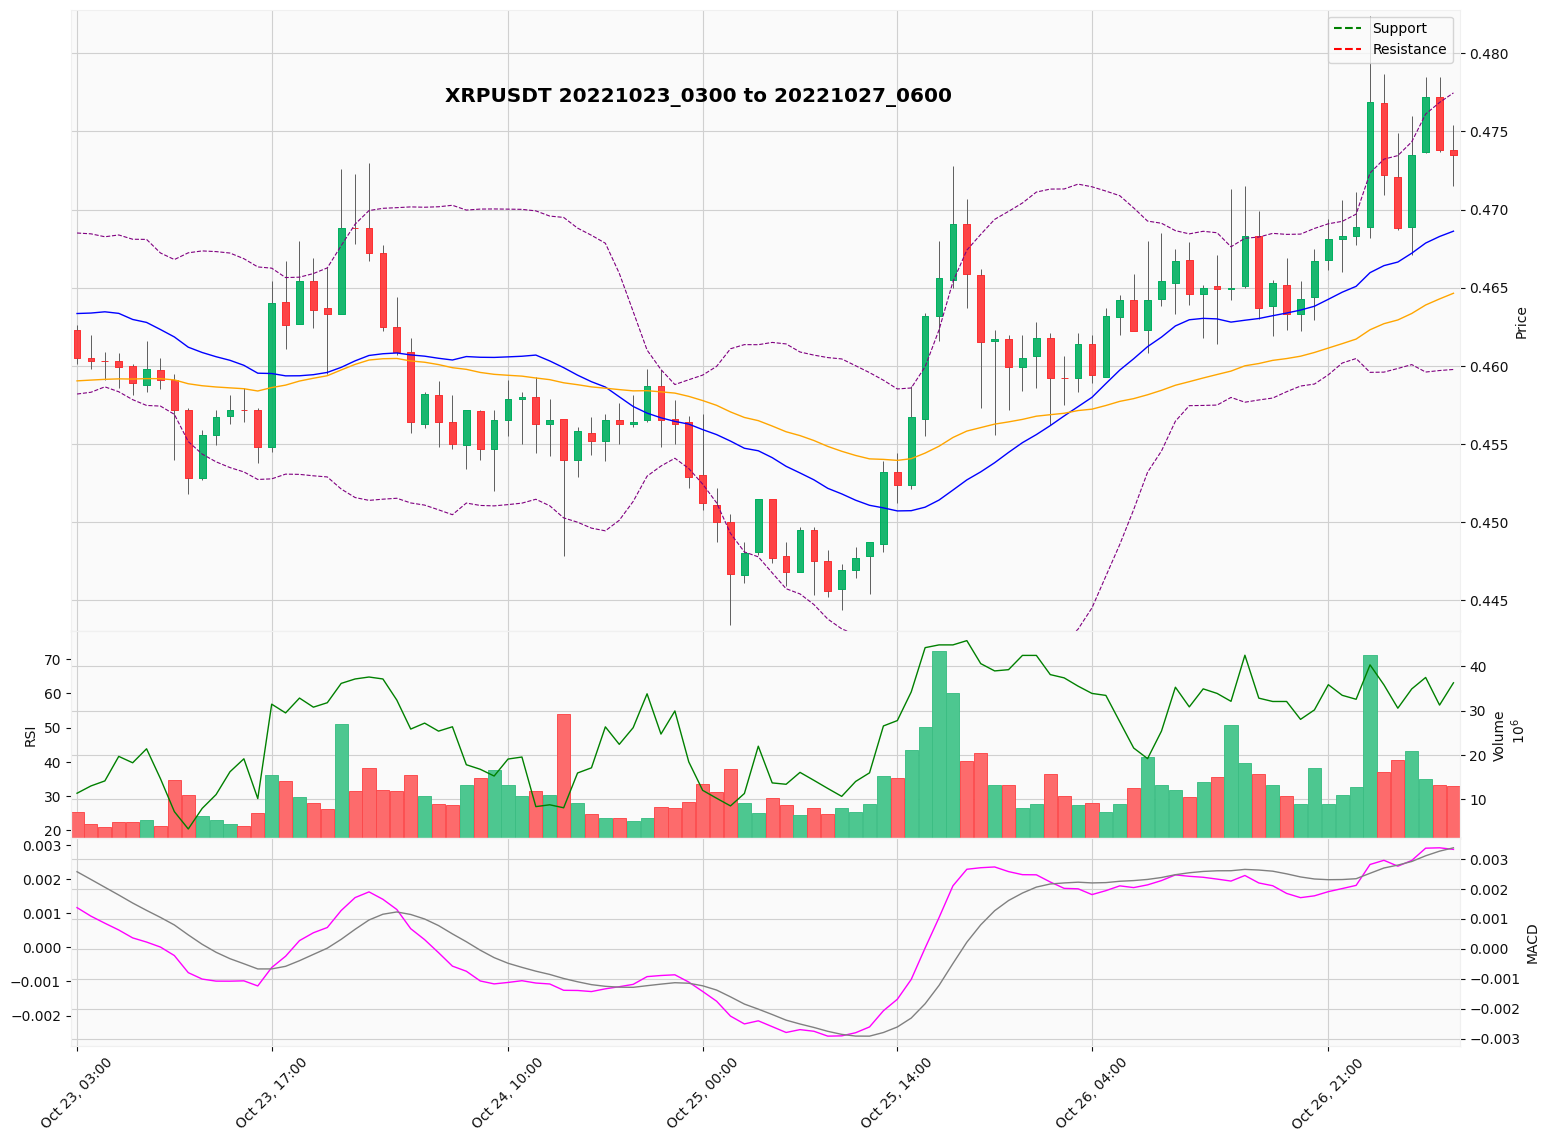 Support
Resistance
XRPUSDT 20221023_0300 to 20221027_0600
0.480
0.475
0.470
0.465
0.460
0.455
0.450
0.445
Price
70
60
50
40
30
20
RSI
40
30
20
10
Volume
10^6
0.003
0.002
0.001
0.000
−0.001
−0.002
0.003
0.002
0.001
0.000
−0.001
−0.002
−0.003
MACD
Oct 23, 03:00
Oct 23, 17:00
Oct 24, 10:00
Oct 25, 00:00
Oct 25, 14:00
Oct 26, 04:00
Oct 26, 21:00